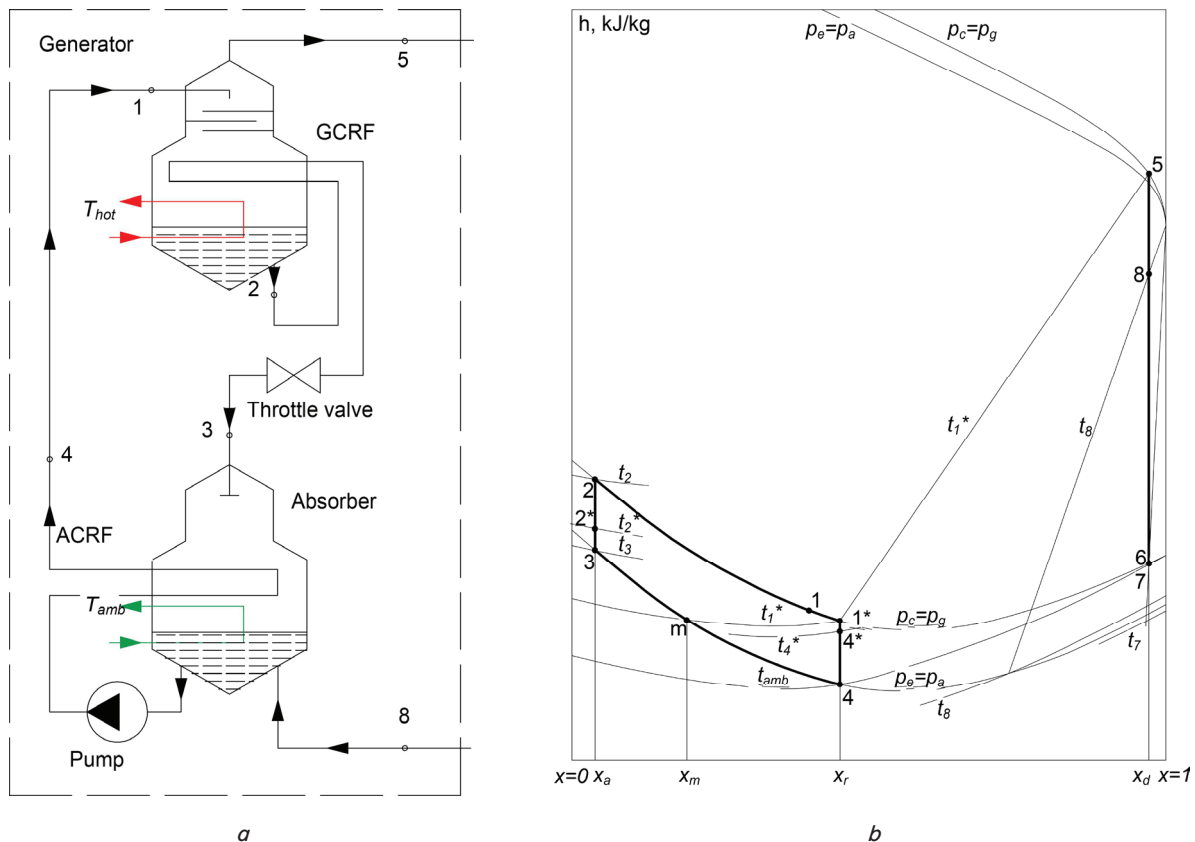 Generator
5
1
GCRF
T_hot
2
Throttle valve
3
4
Absorber
ACRF
T_amb
8
Pump
a
h, kJ/kg
p_e=p_a
p_c=p_g
5
8
t_1*
t_8
2
t_2
2*
t_2*
t_3
3
6
7
1
t_1*
1*
p_c=p_g
m
t_4*
4*
t_7
t_amb
p_e=p_a
4
t_8
x=0
x_a
x_m
x_r
x_d
x=1
b